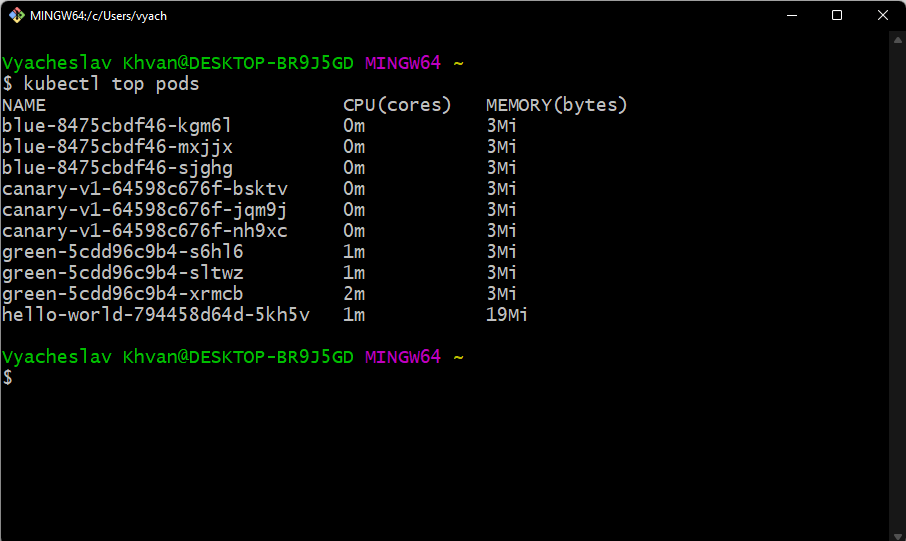 MINGW64:/c/Users/vyach
Vyacheslav Khvan@DESKTOP-BR9J5GD MINGW64 ~
$ kubectl top pods
NAME CPU(cores) MEMORY(bytes)
blue-8475cbdf46-kgm6l 0m 3Mi
blue-8475cbdf46-mxjjx 0m 3Mi
blue-8475cbdf46-sjghg 0m 3Mi
canary-v1-64598c676f-bsktv 0m 3Mi
canary-v1-64598c676f-jqm9j 0m 3Mi
canary-v1-64598c676f-nh9xc 0m 3Mi
green-5cdd96c9b4-s6hl6 1m 3Mi
green-5cdd96c9b4-sltwz 1m 3Mi
green-5cdd96c9b4-xrmcb 2m 3Mi
hello-world-794458d64d-5kh5v 1m 19Mi
Vyacheslav Khvan@DESKTOP-BR9J5GD MINGW64 ~
$